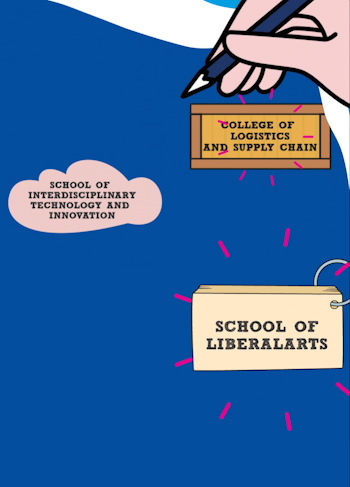 COLLEGE OF
LOGISTICS
AND SUPPLY CHAIN
SCHOOL OF
INTERDISCIPLINARY
TECHNOLOGY AND
INNOVATION
SCHOOL OF
LIBERALARTS